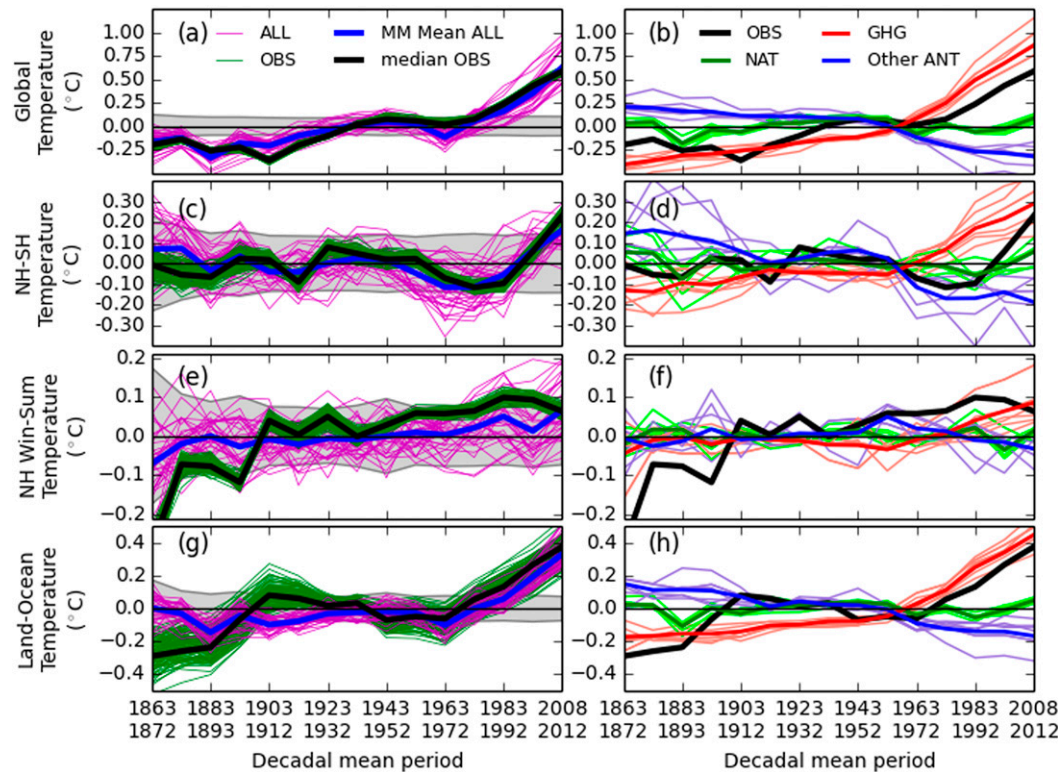 (a)
ALL
MM Mean ALL
OBS
median OBS
(b)
OBS
GHG
NAT
Other ANT
Global
Temperature
(°C)
1.00
0.75
0.50
0.25
0.00
-0.25
1.00
0.75
0.50
0.25
0.00
-0.25
(c)
(d)
NH-SH
Temperature
(°C)
0.30
0.20
0.10
0.00
-0.10
-0.20
-0.30
0.30
0.20
0.10
0.00
-0.10
-0.20
-0.30
(e)
(f)
NH Win-Sum
Temperature
(°C)
0.2
0.1
0.0
−0.1
−0.2
0.2
0.1
0.0
−0.1
−0.2
(g)
(h)
Land-Ocean
Temperature
(°C)
0.4
0.2
0.0
−0.2
−0.4
0.4
0.2
0.0
−0.2
−0.4
1863 1883 1903 1923 1943 1963 1983 2008
1872 1893 1912 1932 1952 1972 1992 2012
Decadal mean period
1863 1883 1903 1923 1943 1963 1983 2008
1872 1893 1912 1932 1952 1972 1992 2012
Decadal mean period